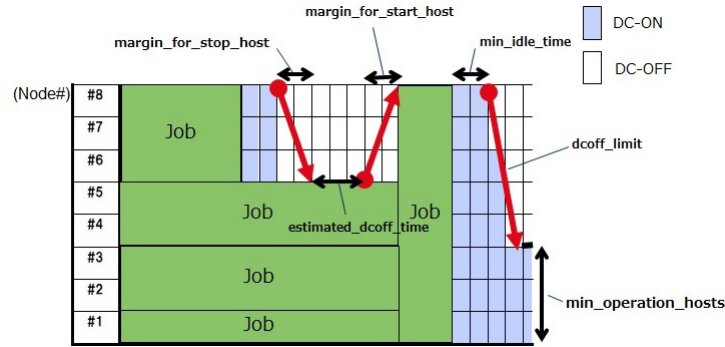 margin_for_start_host
margin_for_stop_host
min_idle_time
DC-ON
DC-OFF
(Node#)
#8
#7
#6
#5
#4
#3
#2
#1
Job
Job
Job
Job
Job
estimated_dcoff_time
dcoff_limit
min_operation_hosts